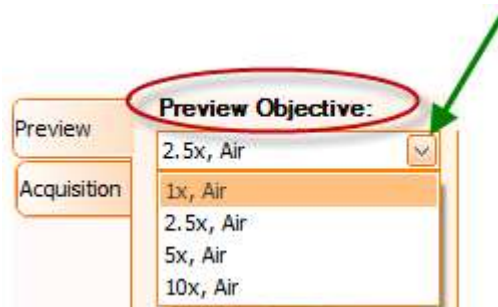 Preview Objective:
Preview
2.5x, Air
Acquisition
1x, Air
2.5x, Air
5x, Air
10x, Air